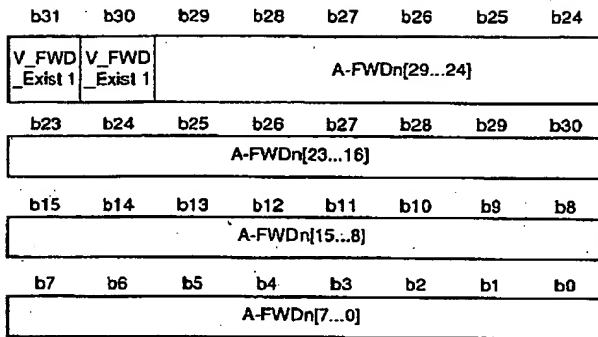 b31 b30 b29 b28 b27 b26 b25 b24
V_FWD V_FWD
_Exist 1 _Exist 1 A-FWDn[29...24]
b23 b24 b25 b26 b27 b28 b29 b30
A-FWDn[23...16]
b15 b14 b13 b12 b11 b10 b9 b8
A-FWDn[15...8]
b7 b6 b5 b4 b3 b2 b1 b0
A-FWDn[7...0]